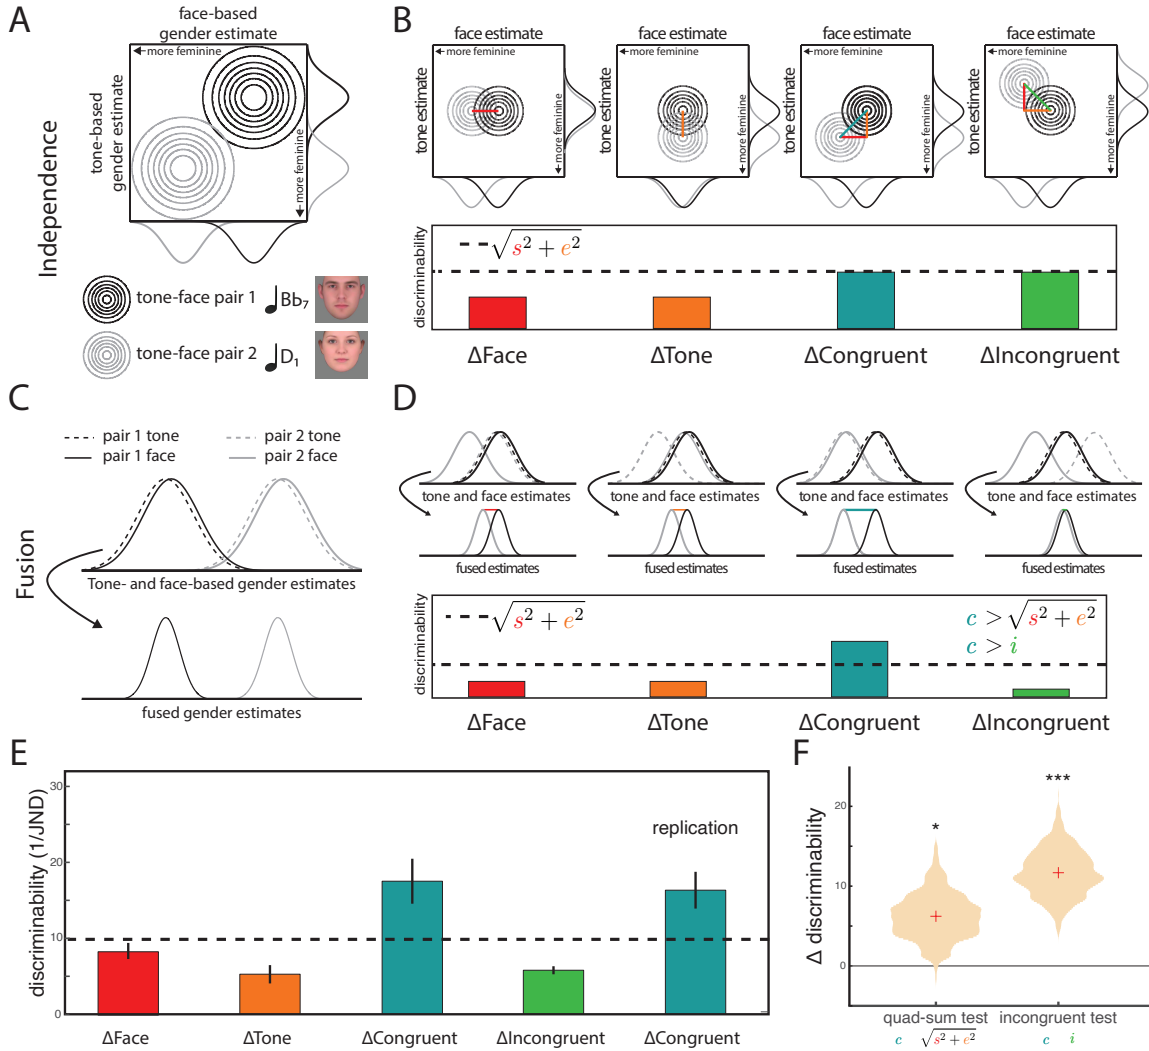 A
face-based
gender estimate
more feminine
tone-based
gender estimate
more feminine
Independence
tone-face pair 1
Bb7
tone-face pair 2
D1
B
face estimate
more feminine
tone estimate
more feminine
face estimate
more feminine
tone estimate
more feminine
face estimate
more feminine
tone estimate
more feminine
face estimate
more feminine
tone estimate
more feminine
discriminability
√s² + e²
ΔFace
ΔTone
ΔCongruent
ΔIncongruent
C
pair 1 tone
pair 2 tone
pair 1 face
pair 2 face
Fusion
Tone- and face-based gender estimates
fused gender estimates
D
tone and face estimates
tone and face estimates
tone and face estimates
tone and face estimates
fused estimates
fused estimates
fused estimates
fused estimates
discriminability
√s² + e²
c > √s² + e²
c > i
ΔFace
ΔTone
ΔCongruent
ΔIncongruent
E
discriminability (1/JND)
30
20
10
0
replication
ΔFace
ΔTone
ΔCongruent
ΔIncongruent
ΔCongruent
F
Δ discriminability
20
10
0
*
***
quad-sum test
incongruent test
c √s² + e²
c i